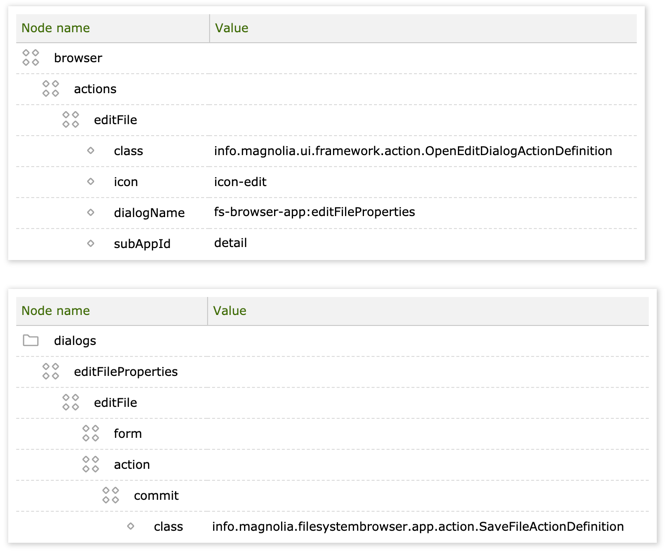 Node name Value
browser
actions
editFile
class info.magnolia.ui.framework.action.OpenEditDialogActionDefinition
icon icon-edit
dialogName fs-browser-app:editFileProperties
subAppId detail
Node name Value
dialogs
editFileProperties
editFile
form
action
commit
class info.magnolia.filesystembrowser.app.action.SaveFileActionDefinition